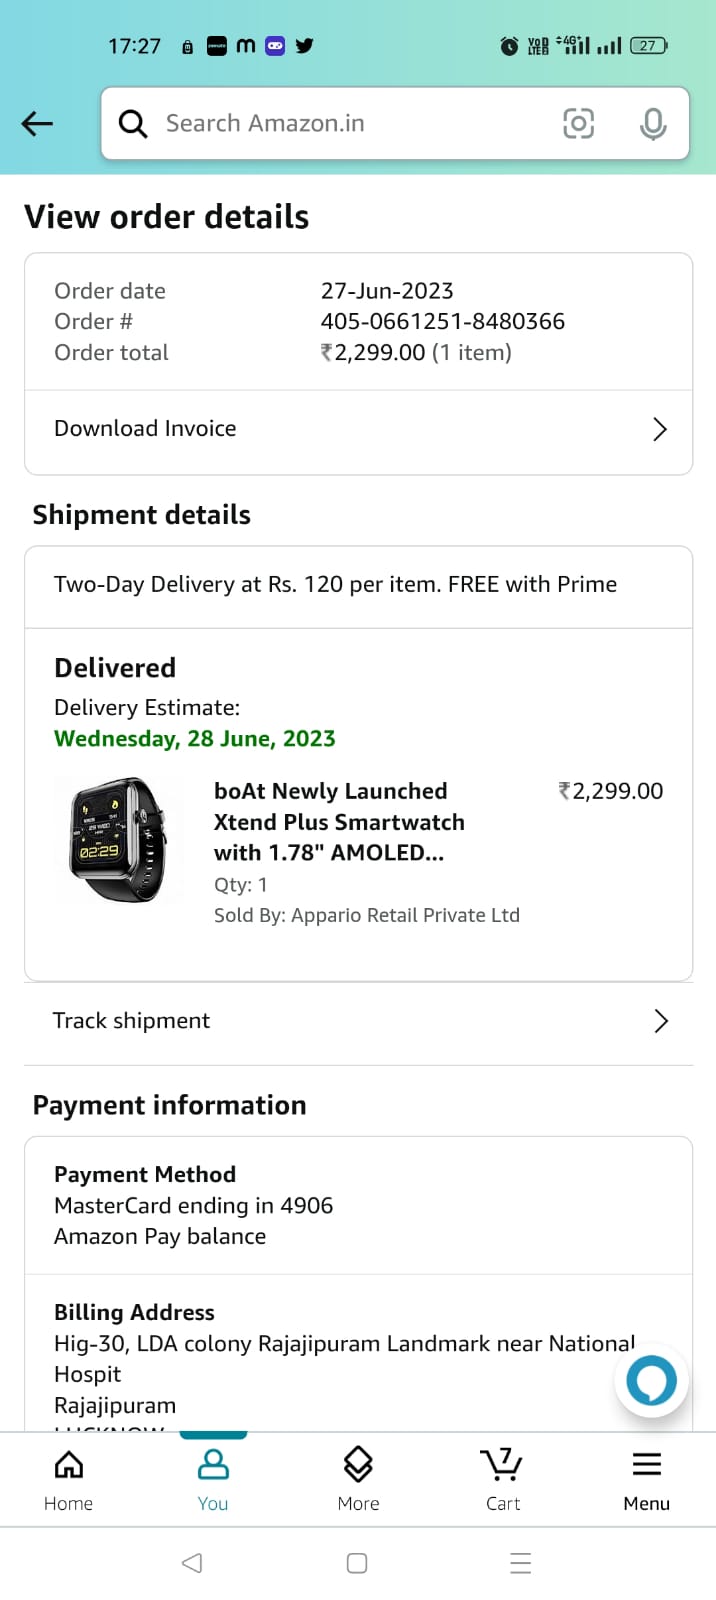 17:27
VoD LTE 4G+ 27
Search Amazon.in
View order details
Order date 27-Jun-2023
Order # 405-0661251-8480366
Order total ₹2,299.00 (1 item)
Download Invoice
Shipment details
Two-Day Delivery at Rs. 120 per item. FREE with Prime
Delivered
Delivery Estimate:
Wednesday, 28 June, 2023
boAt Newly Launched ₹2,299.00
Xtend Plus Smartwatch
with 1.78" AMOLED...
Qty: 1
Sold By: Appario Retail Private Ltd
02:29
Track shipment
Payment information
Payment Method
MasterCard ending in 4906
Amazon Pay balance
Billing Address
Hig-30, LDA colony Rajajipuram Landmark near National
Hospit
Rajajipuram
LUCKNOW
7
Home You More Cart Menu